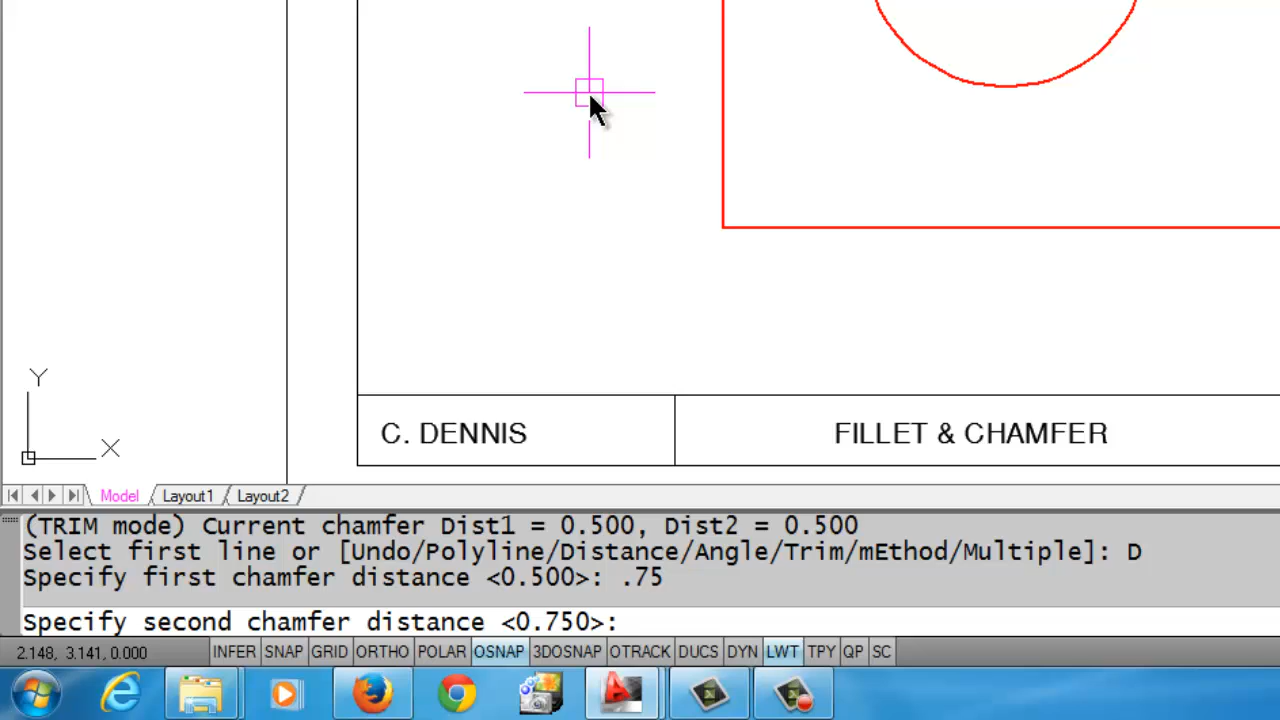 Y
X
C. DENNIS
FILLET & CHAMFER
Model
Layout1
Layout2
(TRIM mode) Current chamfer Dist1 = 0.500, Dist2 = 0.500
Select first line or [Undo/Polyline/Distance/Angle/Trim/mEthod/Multiple]: D
Specify first chamfer distance <0.500>: .75
Specify second chamfer distance <0.750>:
2.148, 3.141, 0.000
INFER SNAP GRID ORTHO POLAR OSNAP 3DOSNAP OTRACK DUCS DYN LWT TPY QP SC